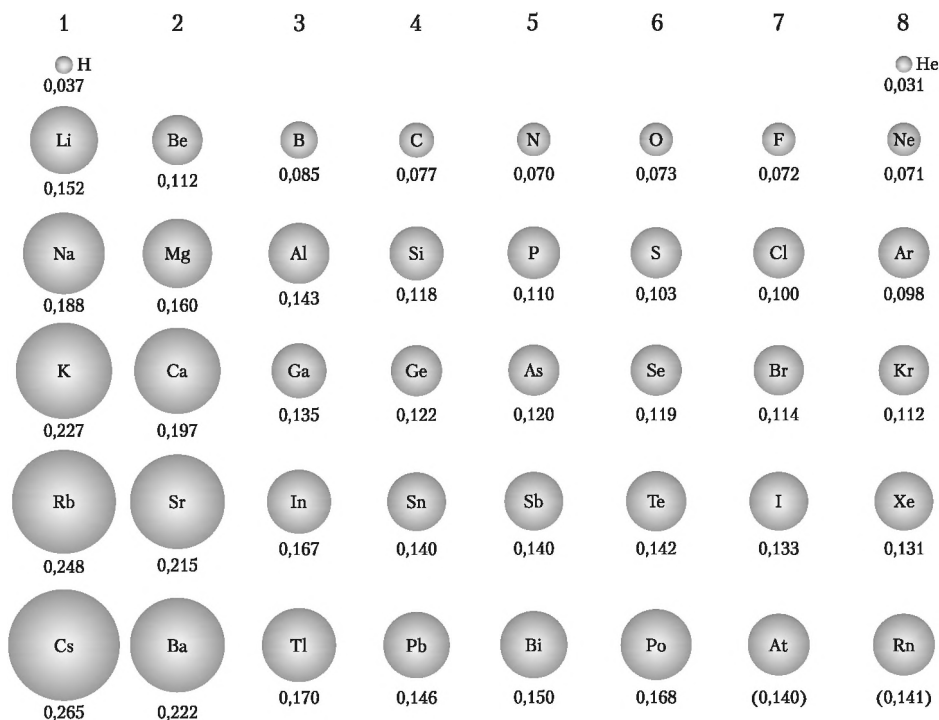 1 2 3 4 5 6 7 8
H He
0,037 0,031
Li Be B C N O F Ne
0,152 0,112 0,085 0,077 0,070 0,073 0,072 0,071
Na Mg Al Si P S Cl Ar
0,188 0,160 0,143 0,118 0,110 0,103 0,100 0,098
K Ca Ga Ge As Se Br Kr
0,227 0,197 0,135 0,122 0,120 0,119 0,114 0,112
Rb Sr In Sn Sb Te I Xe
0,248 0,215 0,167 0,140 0,140 0,142 0,133 0,131
Cs Ba Tl Pb Bi Po At Rn
0,265 0,222 0,170 0,146 0,150 0,168 (0,140) (0,141)